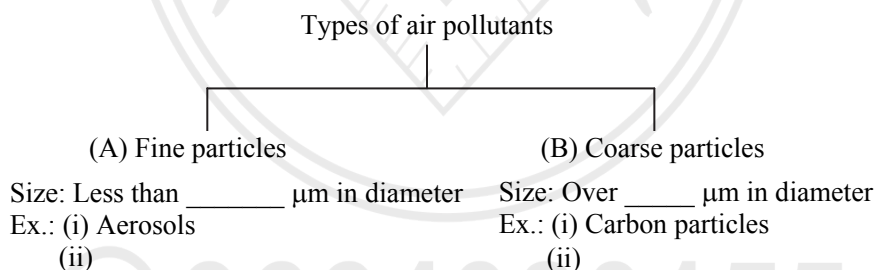 Types of air pollutants
(A) Fine particles (B) Coarse particles
Size: Less than _______ μm in diameter Size: Over _____ μm in diameter
Ex.: (i) Aerosols Ex.: (i) Carbon particles
(ii) (ii)